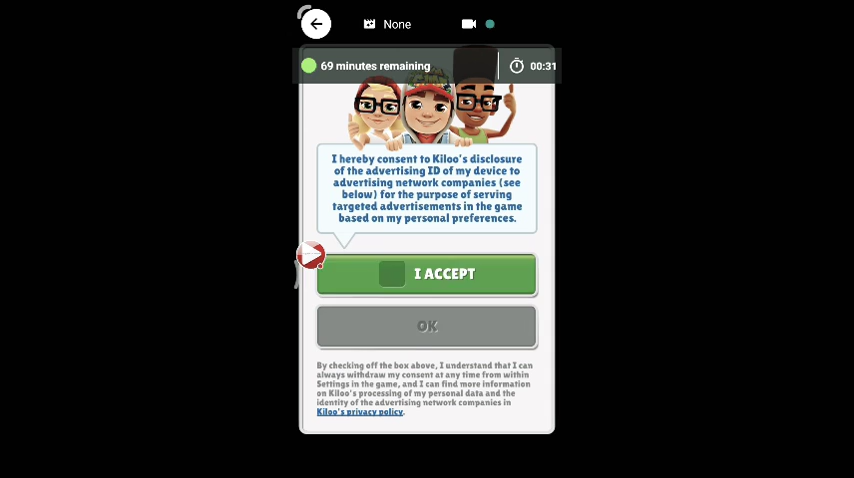 None
69 minutes remaining
00:31
I hereby consent to Kiloo's disclosure
of the advertising ID of my device to
advertising network companies (see
below) for the purpose of serving
targeted advertisements in the game
based on my personal preferences.
I ACCEPT
OK
By checking off the box above, I understand that I can
always withdraw my consent at any time from within
Settings in the game, and I can find more information
on Kiloo's processing of my personal data and the
identity of the advertising network companies in
Kiloo's privacy policy.